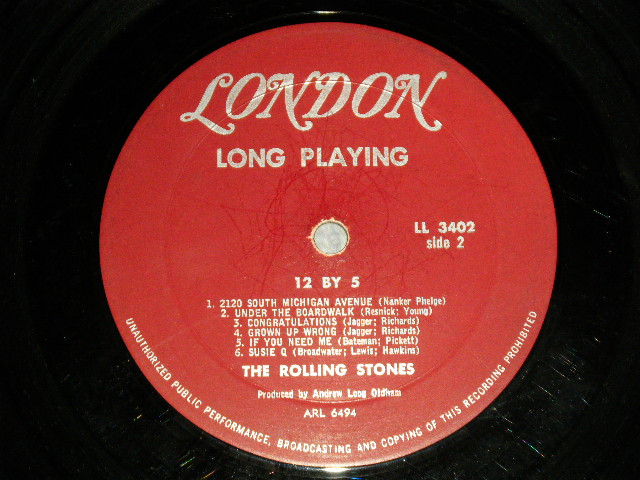 LONDON
LONG PLAYING
LL 3402
side 2
12 BY 5
1. 2120 SOUTH MICHIGAN AVENUE (Nanker Phelge)
2. UNDER THE BOARDWALK (Resnick; Young)
3. CONGRATULATIONS (Jagger; Richards)
4. GROWN UP WRONG (Jagger; Richards)
5. IF YOU NEED ME (Bateman; Pickett)
6. SUSIE Q (Broadwater; Lewis; Hawkins)
THE ROLLING STONES
Produced by Andrew Loog Oldham
ARL 6494
UNAUTHORIZED PUBLIC PERFORMANCE, BROADCASTING AND COPYING OF THIS RECORDING PROHIBITED